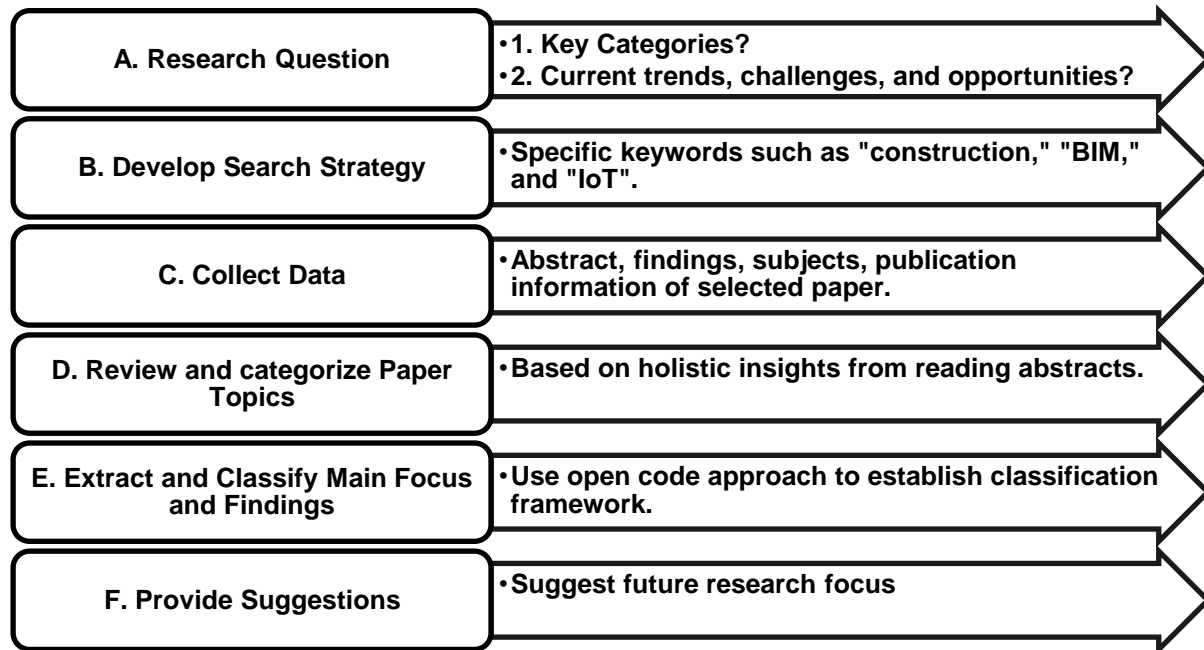 A. Research Question
•1. Key Categories?
•2. Current trends, challenges, and opportunities?
B. Develop Search Strategy
•Specific keywords such as "construction," "BIM,"
and "IoT".
C. Collect Data
•Abstract, findings, subjects, publication
information of selected paper.
D. Review and categorize Paper
Topics
•Based on holistic insights from reading abstracts.
E. Extract and Classify Main Focus
and Findings
•Use open code approach to establish classification
framework.
F. Provide Suggestions
•Suggest future research focus